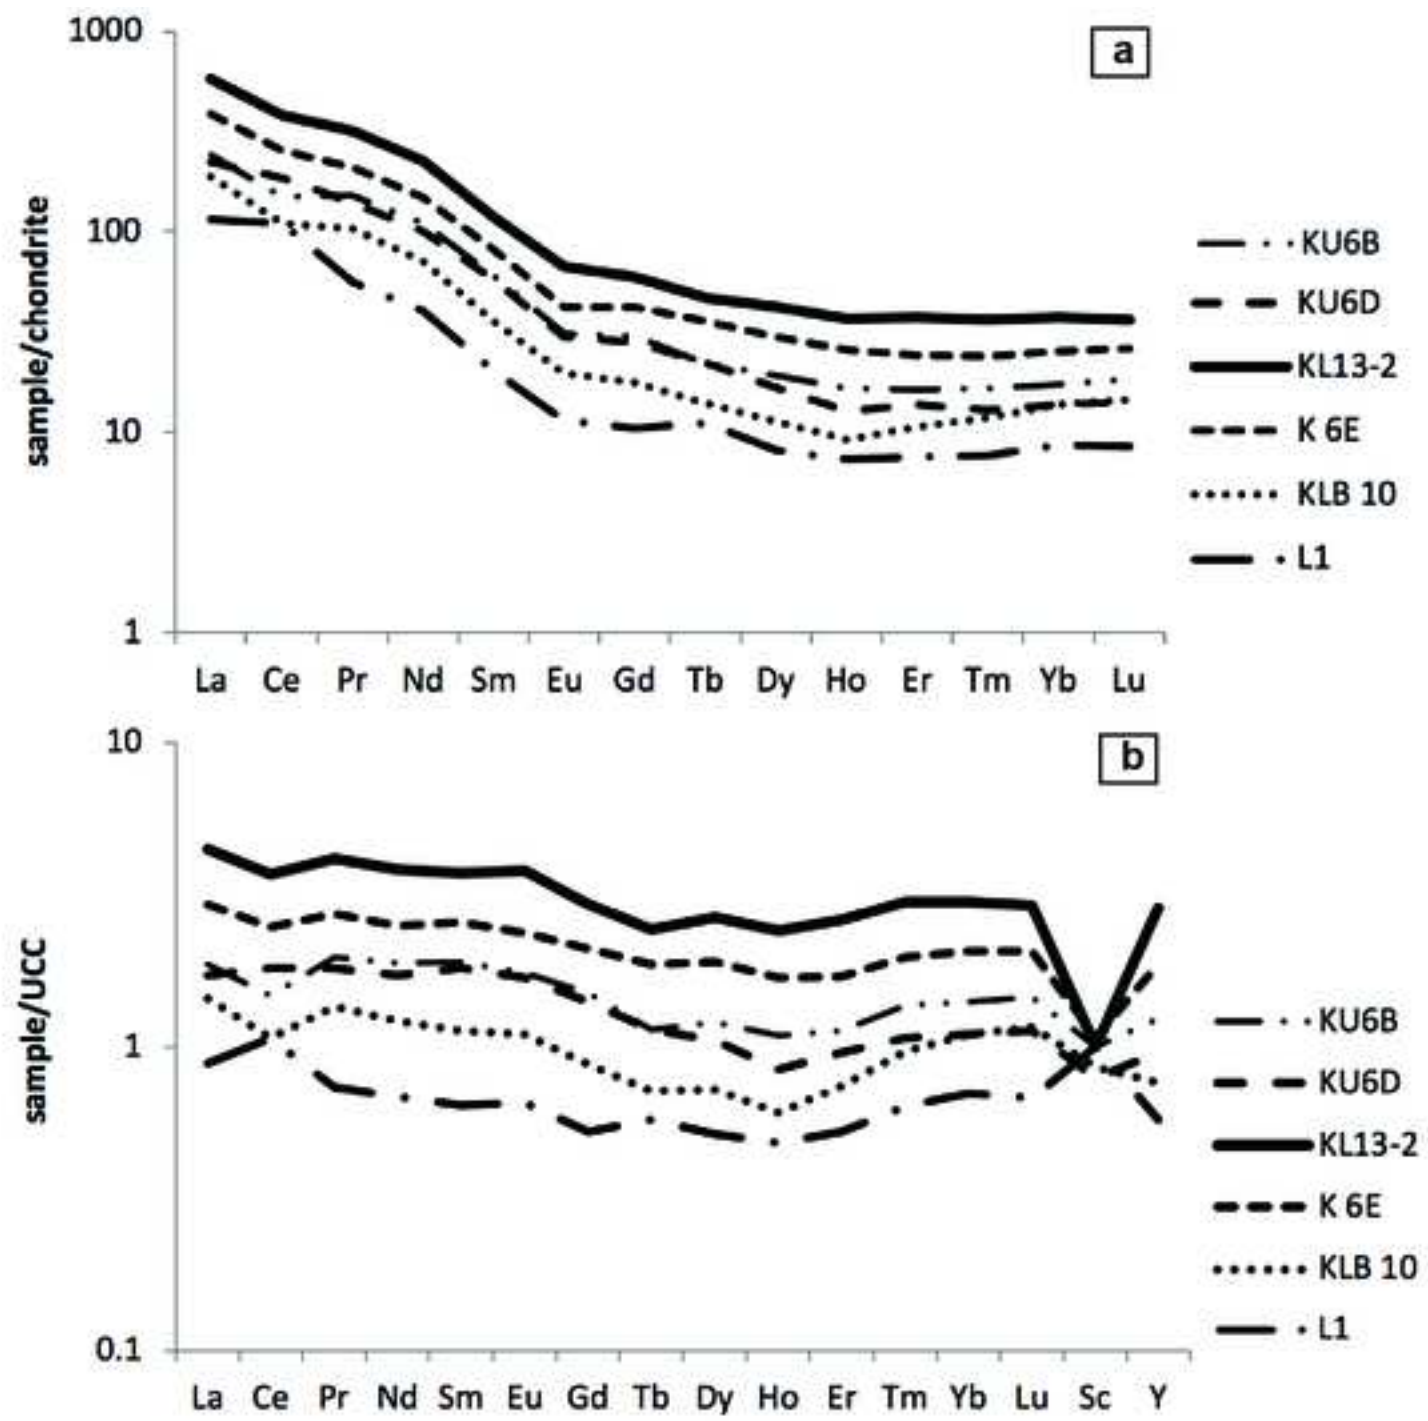 1000
a
sample/chondrite
100
10
1
KU6B
KU6D
KL13-2
K 6E
KLB 10
L1
La Ce Pr Nd Sm Eu Gd Tb Dy Ho Er Tm Yb Lu
10
b
sample/UCC
1
0.1
KU6B
KU6D
KL13-2
K 6E
KLB 10
L1
La Ce Pr Nd Sm Eu Gd Tb Dy Ho Er Tm Yb Lu Sc Y